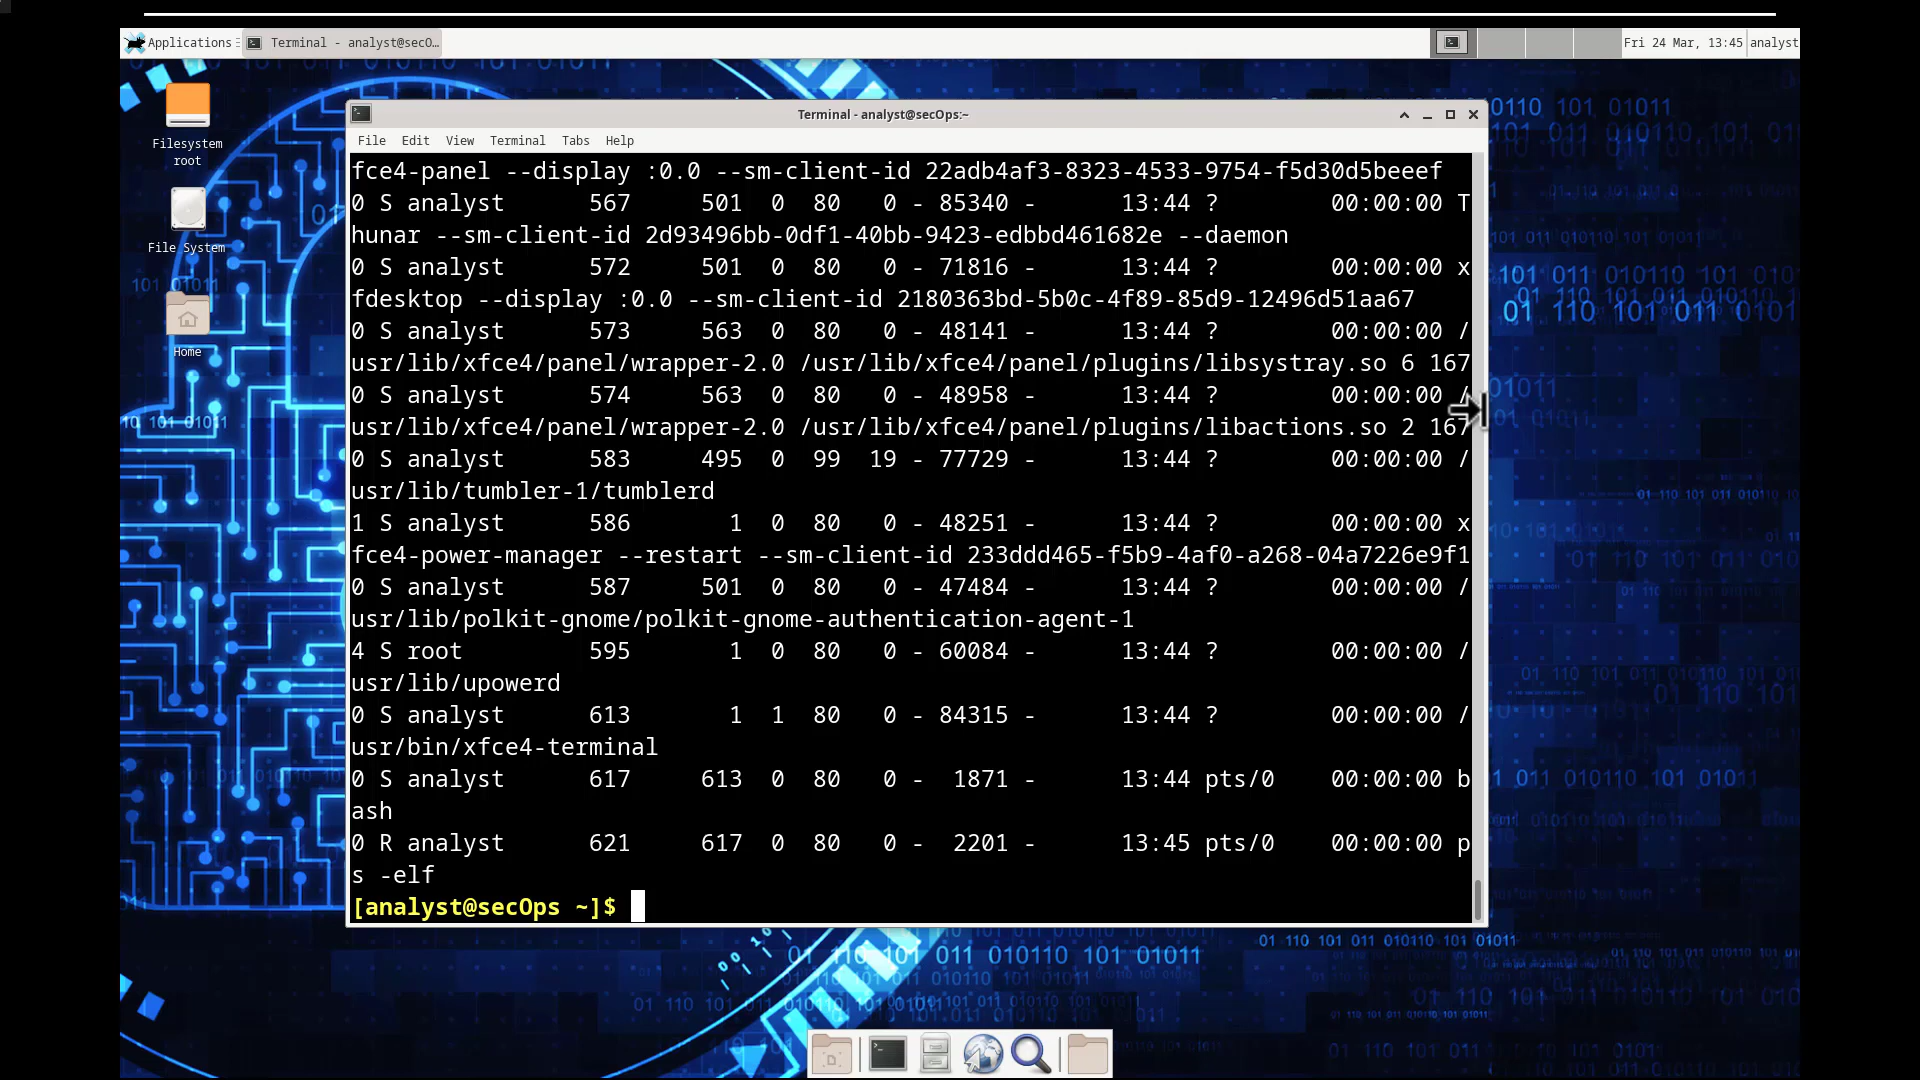 Applications
Terminal - analyst@secO...
Fri 24 Mar, 13:45
analyst
Filesystem
root
File System
Home
Terminal - analyst@secOps:~
File Edit View Terminal Tabs Help
fce4-panel --display :0.0 --sm-client-id 22adb4af3-8323-4533-9754-f5d30d5beeef
0 S analyst 567 501 0 80 0 - 85340 - 13:44 ? 00:00:00 T
hunar --sm-client-id 2d93496bb-0df1-40bb-9423-edbbd461682e --daemon
0 S analyst 572 501 0 80 0 - 71816 - 13:44 ? 00:00:00 x
fdesktop --display :0.0 --sm-client-id 2180363bd-5b0c-4f89-85d9-12496d51aa67
0 S analyst 573 563 0 80 0 - 48141 - 13:44 ? 00:00:00 /
usr/lib/xfce4/panel/wrapper-2.0 /usr/lib/xfce4/panel/plugins/libsystray.so 6 167
0 S analyst 574 563 0 80 0 - 48958 - 13:44 ? 00:00:00 /
usr/lib/xfce4/panel/wrapper-2.0 /usr/lib/xfce4/panel/plugins/libactions.so 2 167
0 S analyst 583 495 0 99 19 - 77729 - 13:44 ? 00:00:00 /
usr/lib/tumbler-1/tumblerd
1 S analyst 586 1 0 80 0 - 48251 - 13:44 ? 00:00:00 x
fce4-power-manager --restart --sm-client-id 233ddd465-f5b9-4af0-a268-04a7226e9f1
0 S analyst 587 501 0 80 0 - 47484 - 13:44 ? 00:00:00 /
usr/lib/polkit-gnome/polkit-gnome-authentication-agent-1
4 S root 595 1 0 80 0 - 60084 - 13:44 ? 00:00:00 /
usr/lib/upowerd
0 S analyst 613 1 1 80 0 - 84315 - 13:44 ? 00:00:00 /
usr/bin/xfce4-terminal
0 S analyst 617 613 0 80 0 - 1871 - 13:44 pts/0 00:00:00 b
ash
0 R analyst 621 617 0 80 0 - 2201 - 13:45 pts/0 00:00:00 p
s -elf
[analyst@secOps ~]$